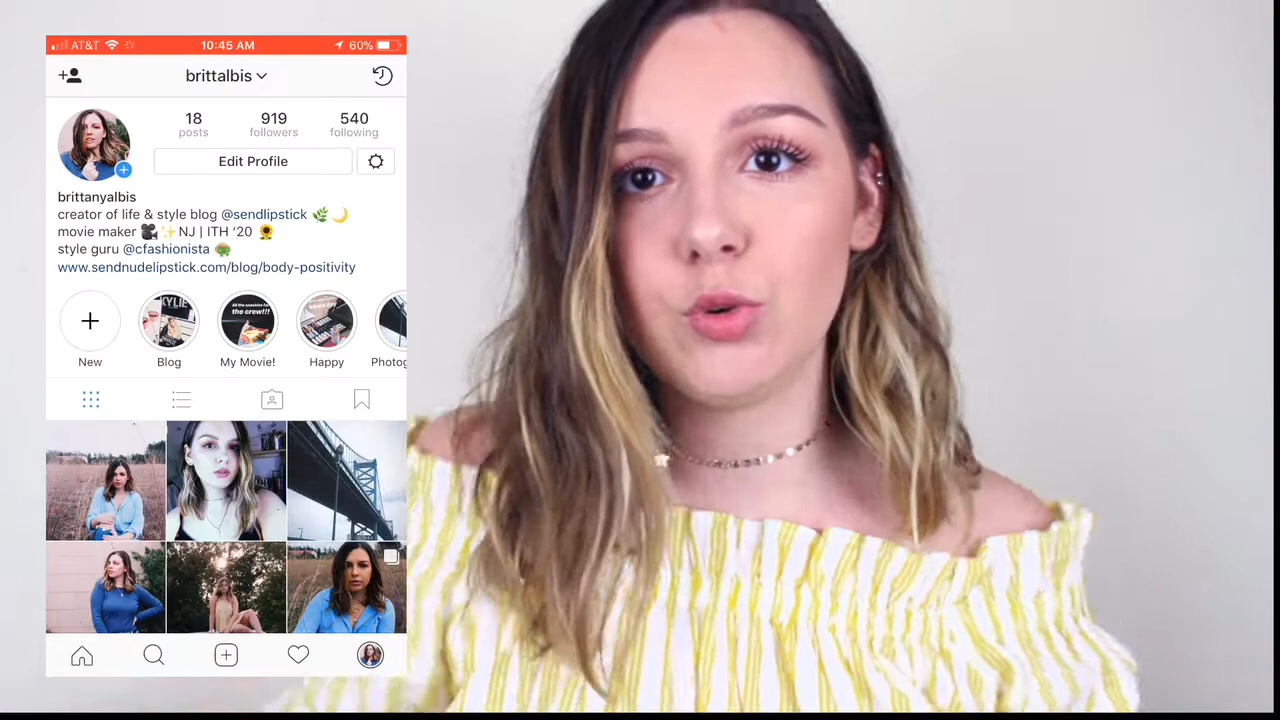 AT&T 10:45 AM 60%
brittalbis
18 919 540
posts followers following
Edit Profile
brittanyalbis
creator of life & style blog @sendlipstick
movie maker NJ | ITH ‘20
style guru @cfashionista
www.sendnudelipstick.com/blog/body-positivity
KYLIE
All the snackies for
the crew!!!
New Blog My Movie! Happy Photog